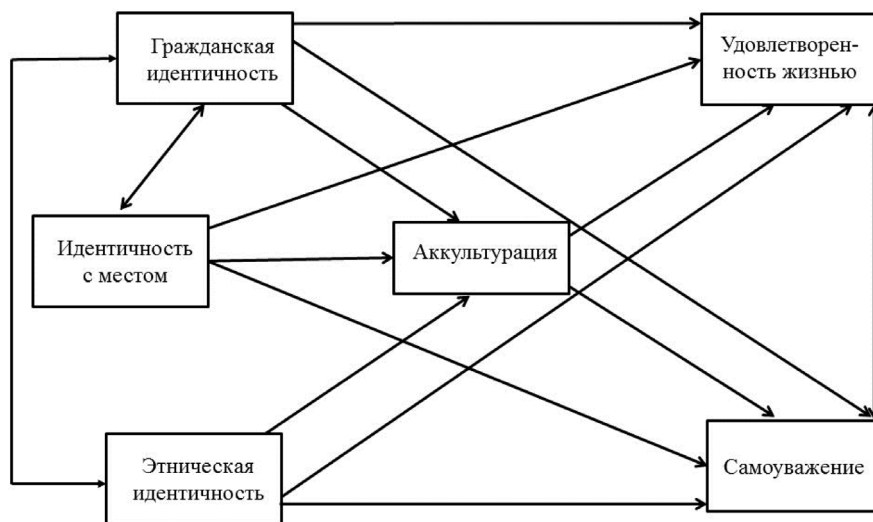 Гражданская
идентичность
Удовлетворен-
ность жизнью
Идентичность
с местом
Аккультурация
Этническая
идентичность
Самоуважение